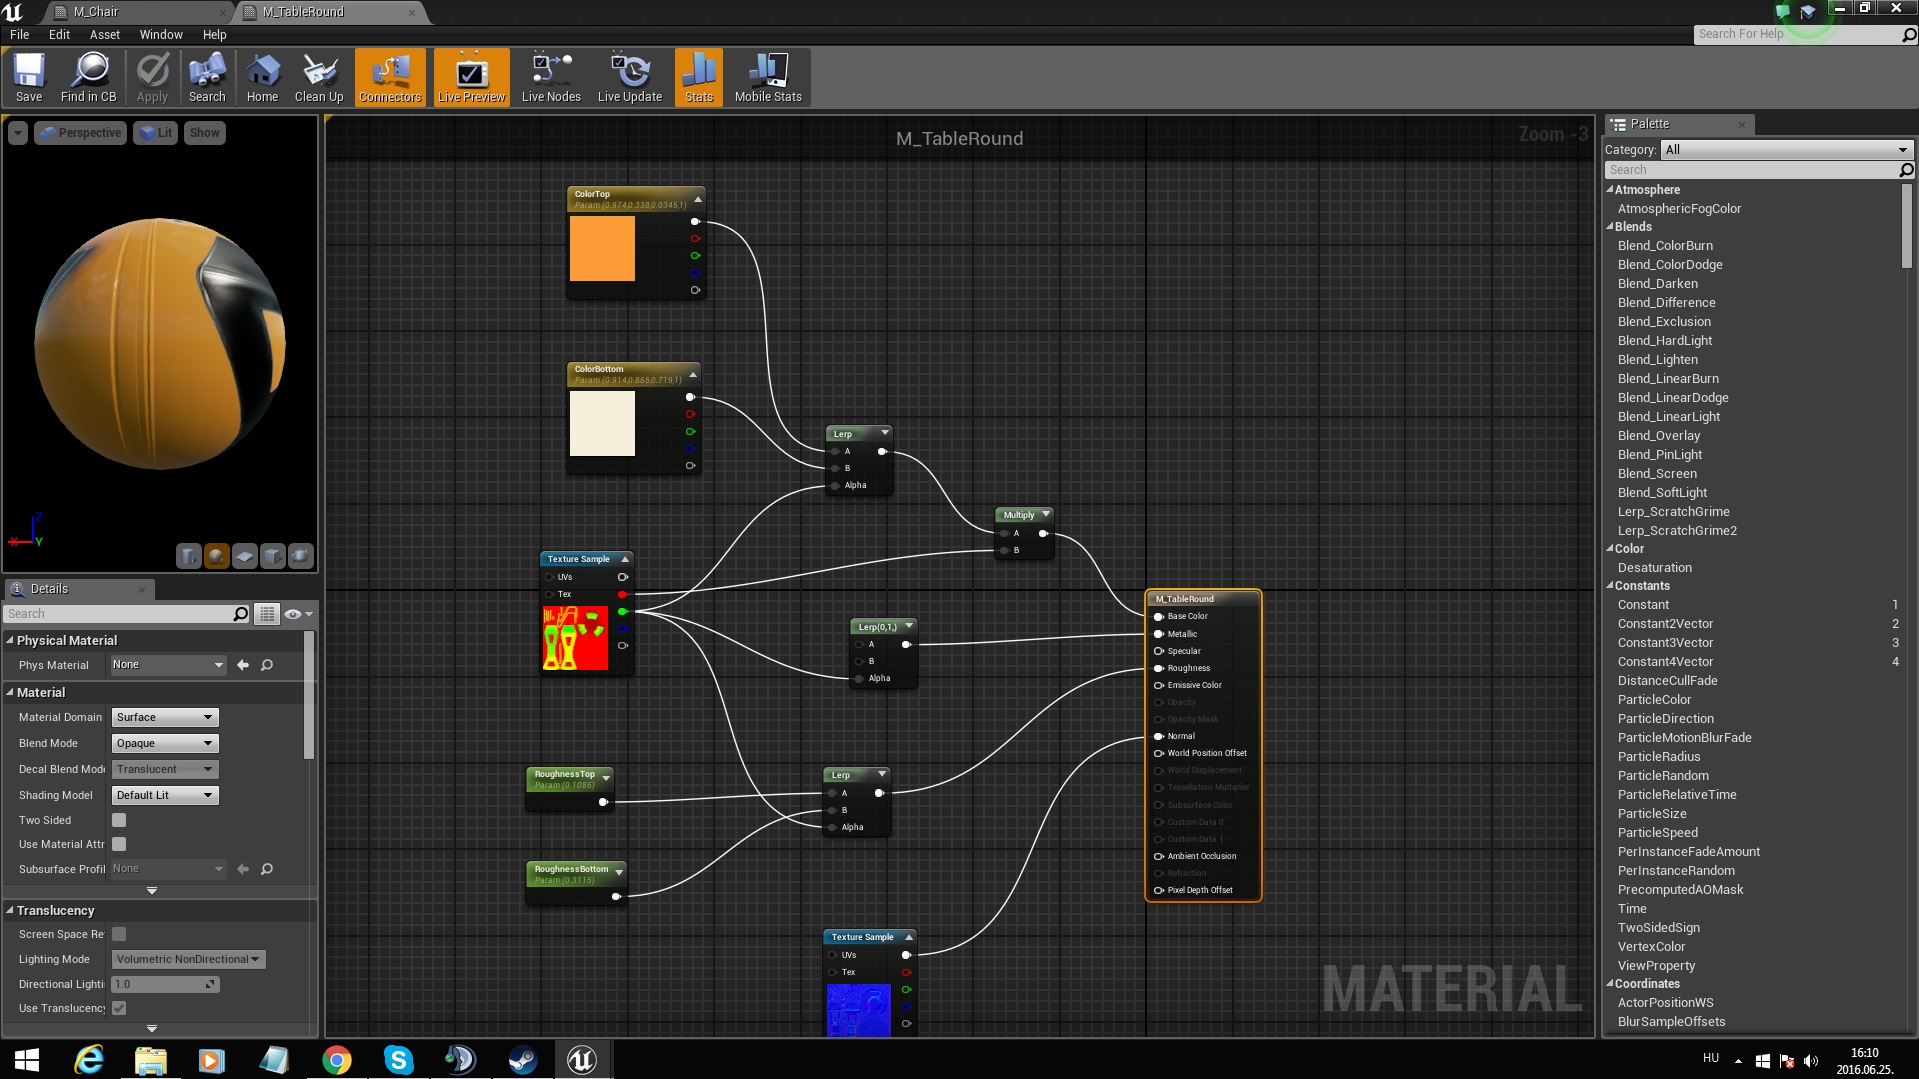 M_Chair
M_TableRound
File Edit Asset Window Help
Search For Help
Save
Find in CB
Apply
Search
Home
Clean Up
Connectors
Live Preview
Live Nodes
Live Update
Stats
Mobile Stats
Perspective
Lit
Show
Z
X
Y
Details
Search
Physical Material
Phys Material None
Material
Material Domain Surface
Blend Mode Opaque
Decal Blend Mode Translucent
Shading Model Default Lit
Two Sided
Use Material Attr
Subsurface Profil None
Translucency
Screen Space Re
Lighting Mode Volumetric NonDirectional
Directional Lighti 1.0
Use Translucency
M_TableRound
Zoom -3
ColorTop
Param (0.974,0.338,0.0345,1)
ColorBottom
Param (0.914,0.865,0.719,1)
Lerp
A
B
Alpha
Multiply
A
B
Texture Sample
UVs
Tex
Lerp(0,1,)
A
B
Alpha
RoughnessTop
Param (0.1086)
Lerp
A
B
Alpha
RoughnessBottom
Param (0.3115)
Texture Sample
UVs
Tex
M_TableRound
Base Color
Metallic
Specular
Roughness
Emissive Color
Opacity
Opacity Mask
Normal
World Position Offset
World Displacement
Tessellation Multiplier
Subsurface Color
Custom Data 0
Custom Data 1
Ambient Occlusion
Refraction
Pixel Depth Offset
MATERIAL
Palette
Category: All
Search
Atmosphere
AtmosphericFogColor
Blends
Blend_ColorBurn
Blend_ColorDodge
Blend_Darken
Blend_Difference
Blend_Exclusion
Blend_HardLight
Blend_Lighten
Blend_LinearBurn
Blend_LinearDodge
Blend_LinearLight
Blend_Overlay
Blend_PinLight
Blend_Screen
Blend_SoftLight
Lerp_ScratchGrime
Lerp_ScratchGrime2
Color
Desaturation
Constants
Constant 1
Constant2Vector 2
Constant3Vector 3
Constant4Vector 4
DistanceCullFade
ParticleColor
ParticleDirection
ParticleMotionBlurFade
ParticleRadius
ParticleRandom
ParticleRelativeTime
ParticleSize
ParticleSpeed
PerInstanceFadeAmount
PerInstanceRandom
PrecomputedAOMask
Time
TwoSidedSign
VertexColor
ViewProperty
Coordinates
ActorPositionWS
BlurSampleOffsets
HU
16:10
2016.06.25.